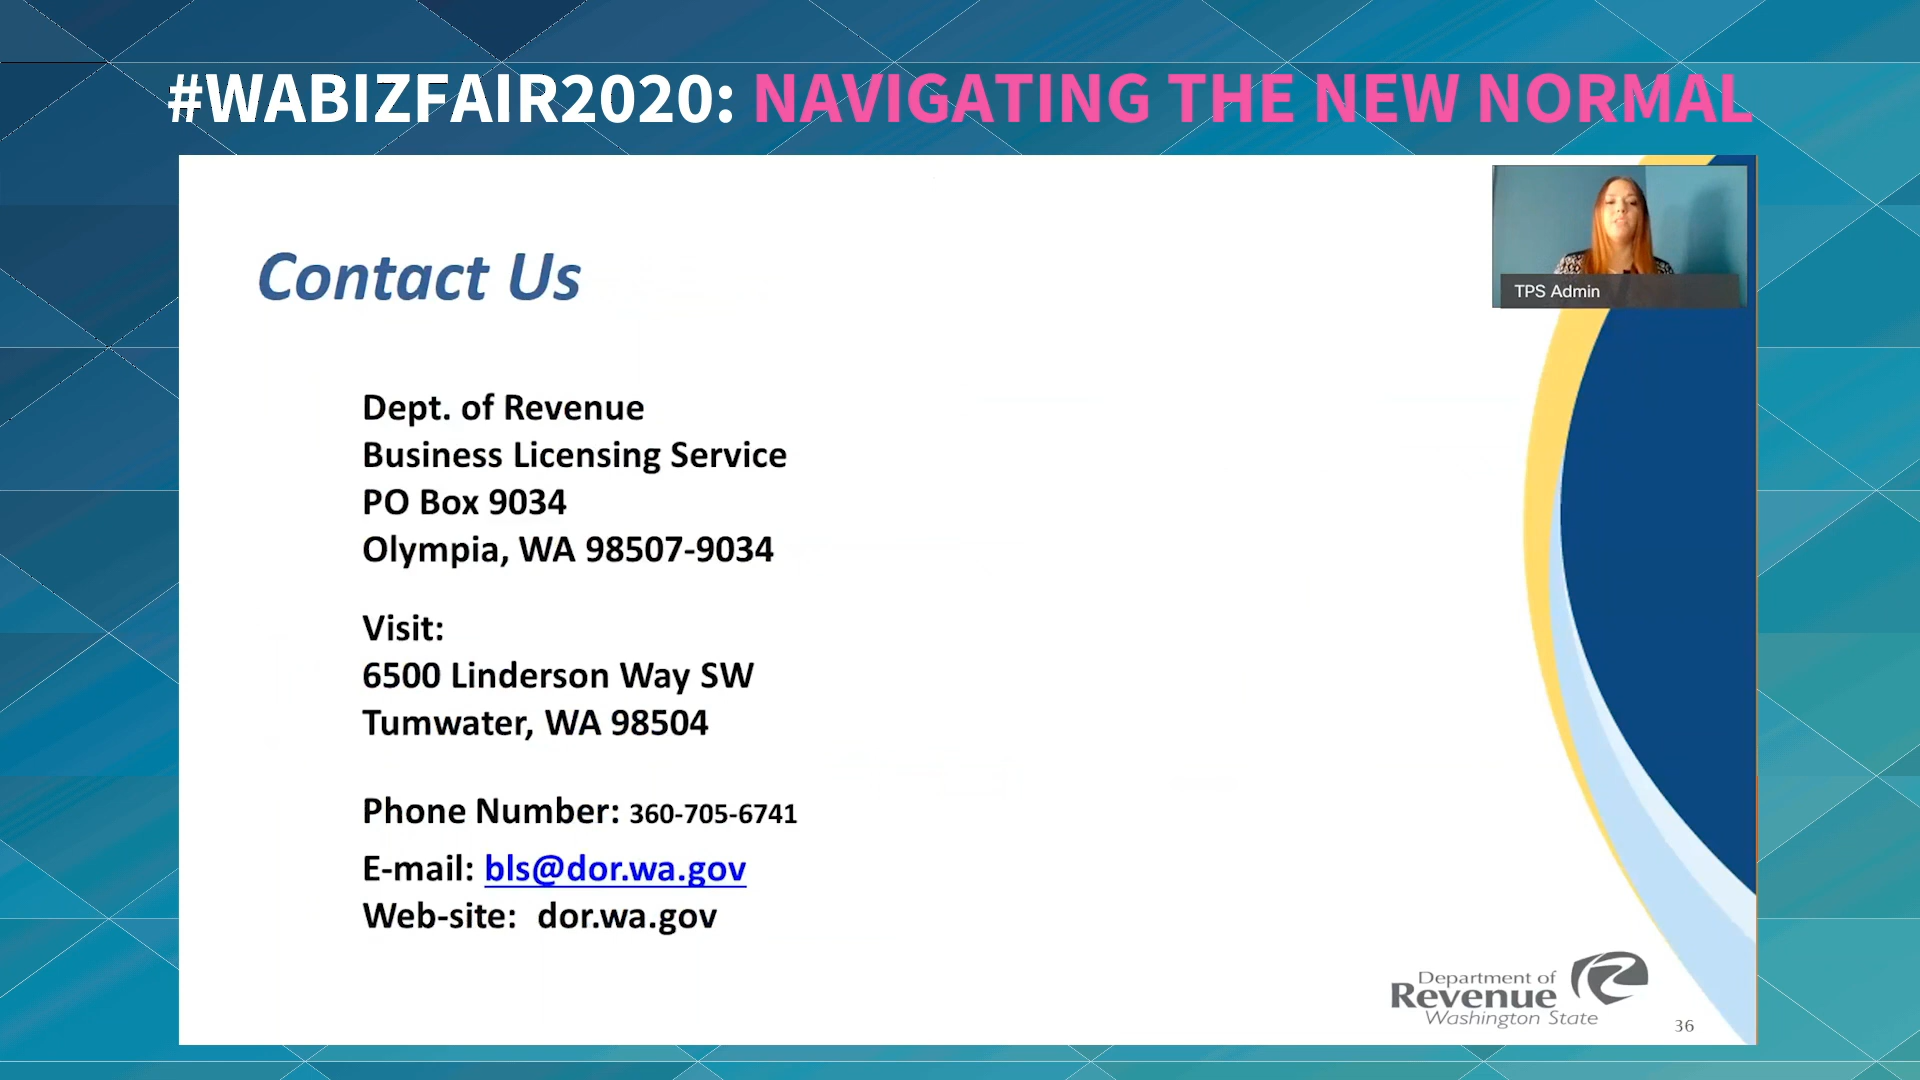 #WABIZFAIR2020: NAVIGATING THE NEW NORMAL
TPS Admin
Contact Us
Dept. of Revenue
Business Licensing Service
PO Box 9034
Olympia, WA 98507-9034
Visit:
6500 Linderson Way SW
Tumwater, WA 98504
Phone Number: 360-705-6741
E-mail: bls@dor.wa.gov
Web-site: dor.wa.gov
Department of
Revenue
Washington State
36